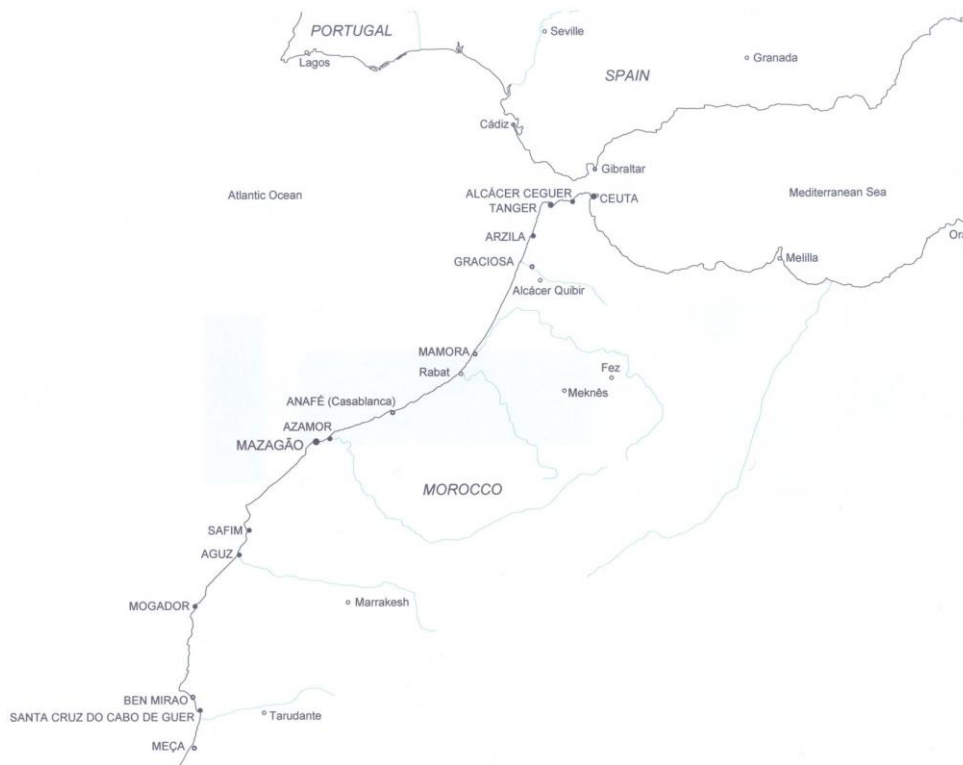 PORTUGAL
Seville
Lagos
SPAIN
Granada
Cádiz
Gibraltar
Atlantic Ocean
ALCÁCER CEGUER
Mediterranean Sea
CEUTA
TANGER
ARZILA
Ora
GRACIOSA
Melilla
Alcácer Quibir
MAMORA
Rabat
Fez
Meknês
ANAFÉ (Casablanca)
AZAMOR
MAZAGÃO
MOROCCO
SAFIM
AGUZ
MOGADOR
Marrakesh
BEN MIRAO
SANTA CRUZ DO CABO DE GUER
Tarudante
MEÇA